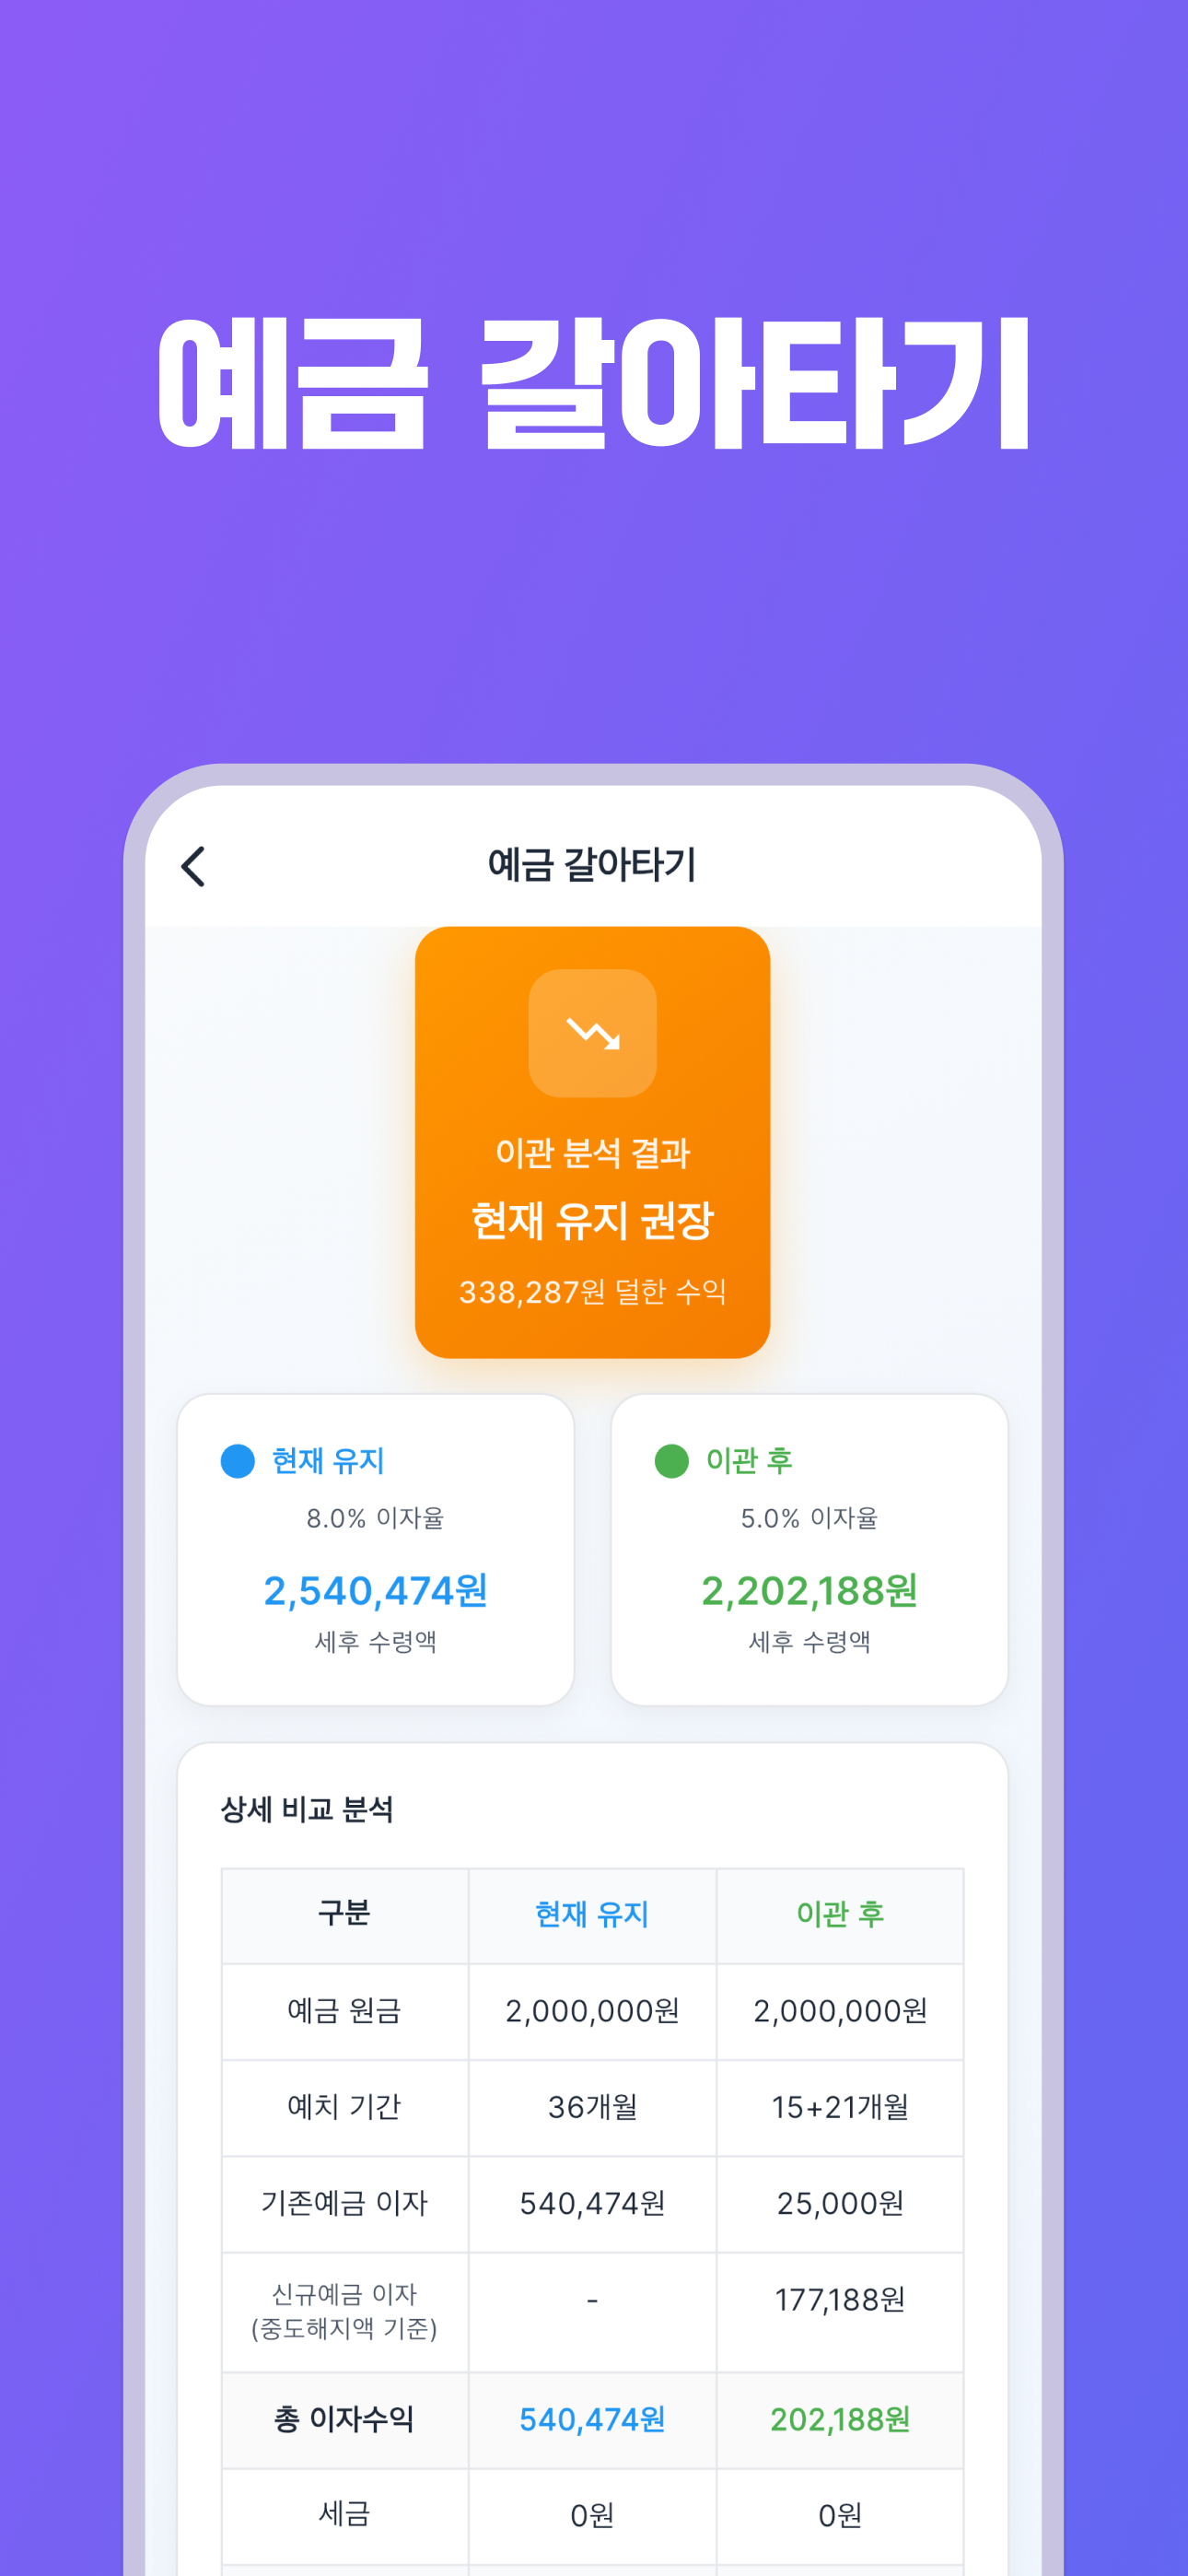 예금 갈아타기
예금 갈아타기
이관 분석 결과
현재 유지 권장
338,287원 덜한 수익
현재 유지
8.0% 이자율
2,540,474원
세후 수령액
이관 후
5.0% 이자율
2,202,188원
세후 수령액
상세 비교 분석
구분 현재 유지 이관 후
예금 원금 2,000,000원 2,000,000원
예치 기간 36개월 15+21개월
기존예금 이자 540,474원 25,000원
신규예금 이자
(중도해지액 기준) - 177,188원
총 이자수익 540,474원 202,188원
세금 0원 0원